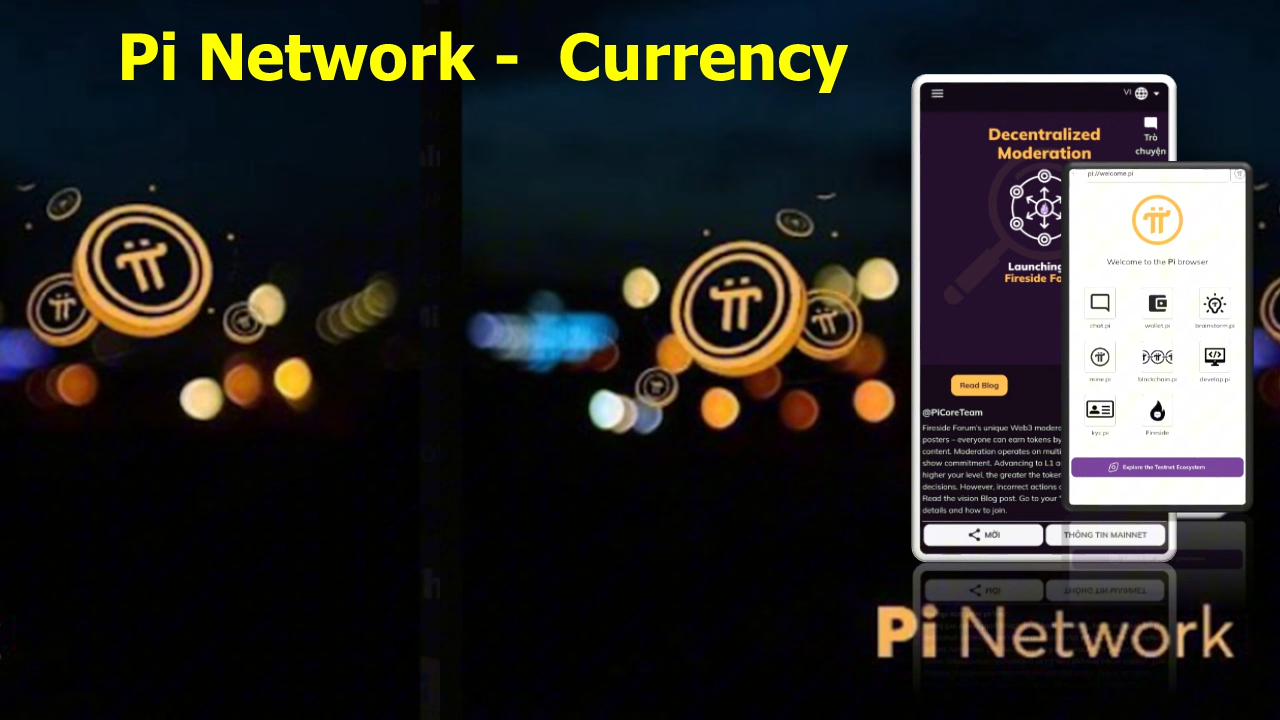 Pi Network - Currency
VI
Trò
chuyện
Decentralized
Moderation
Launching
Fireside
Read Blog
@PiCoreTeam
Fireside Forum's unique Web3
posters – everyone can earn tokens by
content. Moderation operates on
show commitment. Advancing to L1
higher your level, the greater the
decisions. However, incorrect actions
Read the vision Blog post. Go to your
details and how to join.
MỜI
THÔNG TIN MAINNET
pi://welcome.pi
Welcome to the Pi browser
chat.pi
wallet.pi
brainstorm.pi
mine.pi
blockchain.pi
develop.pi
kyc.pi
Fireside
Explore the Testnet Ecosystem
Pi Network